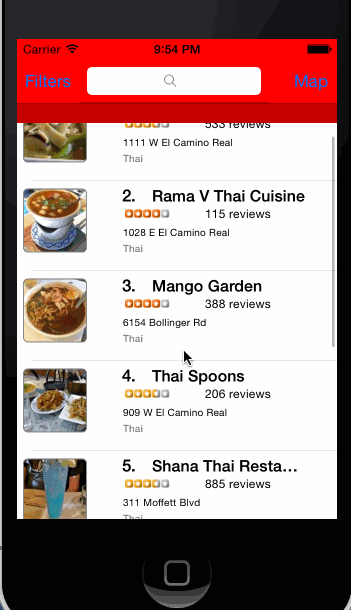 Carrier 9:54 PM
Filters Map
533 reviews
1111 W El Camino Real
Thai
2. Rama V Thai Cuisine
115 reviews
1028 E El Camino Real
Thai
3. Mango Garden
388 reviews
6154 Bollinger Rd
Thai
4. Thai Spoons
206 reviews
909 W El Camino Real
Thai
5. Shana Thai Resta…
885 reviews
311 Moffett Blvd
Thai